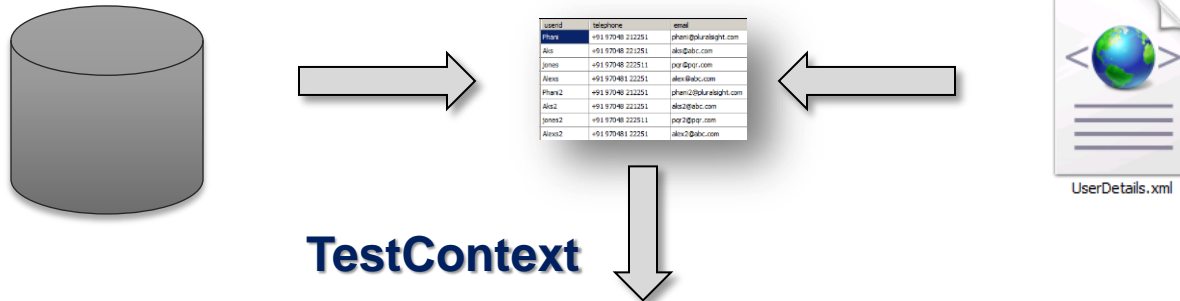 userid telephone email
Phani +91 97048 212251 phani@pluralsight.com
Aks +91 97048 221251 aks@abc.com
jones +91 97048 222511 pqr@pqr.com
Alexs +91 970481 22251 alex@abc.com
Phani2 +91 97048 212251 phani2@pluralsight.com
Aks2 +91 97048 221251 aks2@abc.com
jones2 +91 97048 222511 pqr2@pqr.com
Alexs2 +91 970481 22251 alex2@abc.com
UserDetails.xml
TestContext